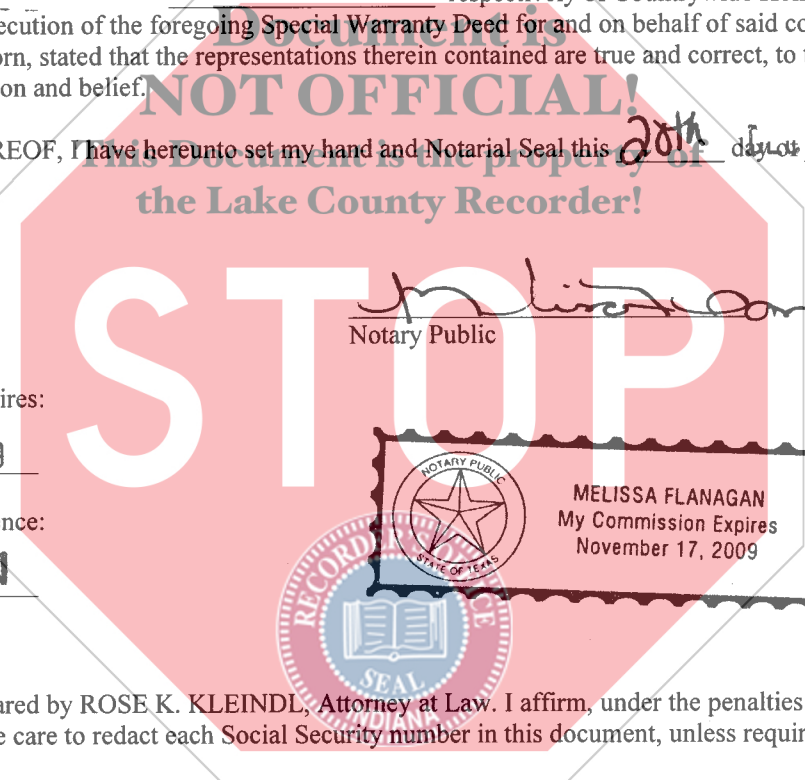 Document is
ecution of the foregoing Special Warranty Deed for and on behalf of said co
orn, stated that the representations therein contained are true and correct, to
on and belief.
NOT OFFICIAL!
REOF, I have hereunto set my hand and Notarial Seal this 20th day of
This Document is the property of
the Lake County Recorder!
STOP
Notary Public
ires:
NOTARY PUBLIC
STATE OF TEXAS
MELISSA FLANAGAN
My Commission Expires
November 17, 2009
nce:
RECORDER'S OFFICE
SEAL
INDIANA
ared by ROSE K. KLEINDL, Attorney at Law. I affirm, under the penalties
e care to redact each Social Security number in this document, unless requir